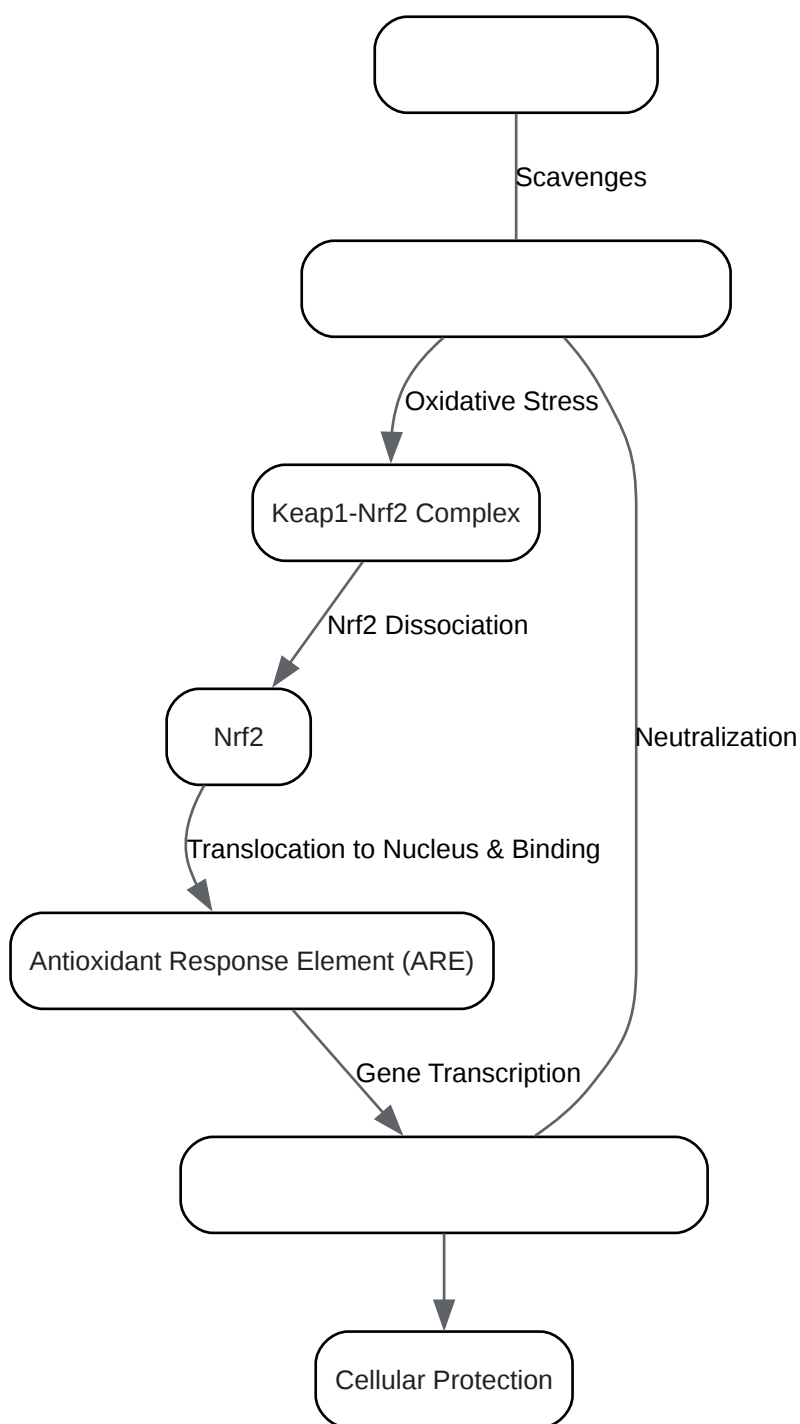 Scavenges
Oxidative Stress
Keap1-Nrf2 Complex
Nrf2 Dissociation
Nrf2
Neutralization
Translocation to Nucleus & Binding
Antioxidant Response Element (ARE)
Gene Transcription
Cellular Protection